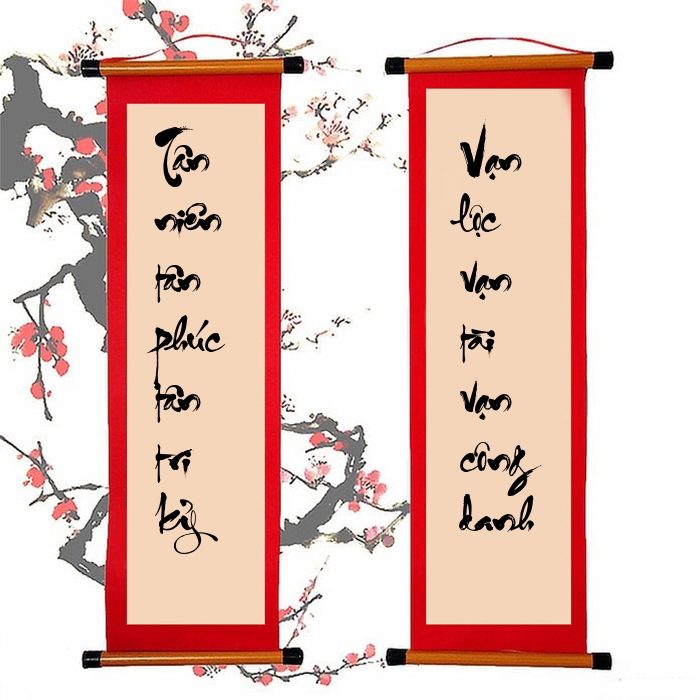 Tân
niên
tân
phúc
tân
tri
kỷ
Vạn
lộc
vạn
tài
vạn
công
danh